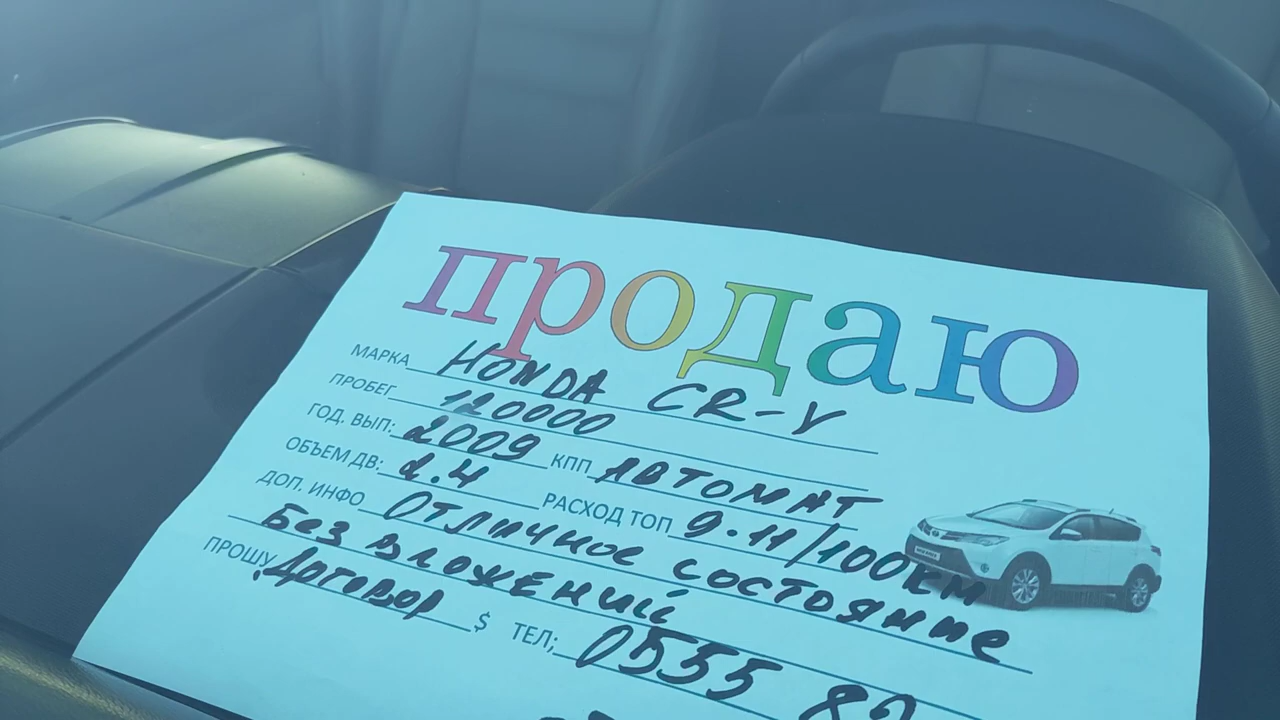 продаю
МАРКА HONDA CR-V
ПРОБЕГ 120000
ГОД. ВЫП: 2009 КПП АВТОМАТ
ОБЪЕМ ДВ: 2.4 РАСХОД ТОП 9.11/100КМ
ДОП. ИНФО Отличное состояние
Без вложений
ПРОШУ Договор $ ТЕЛ; 0555 82